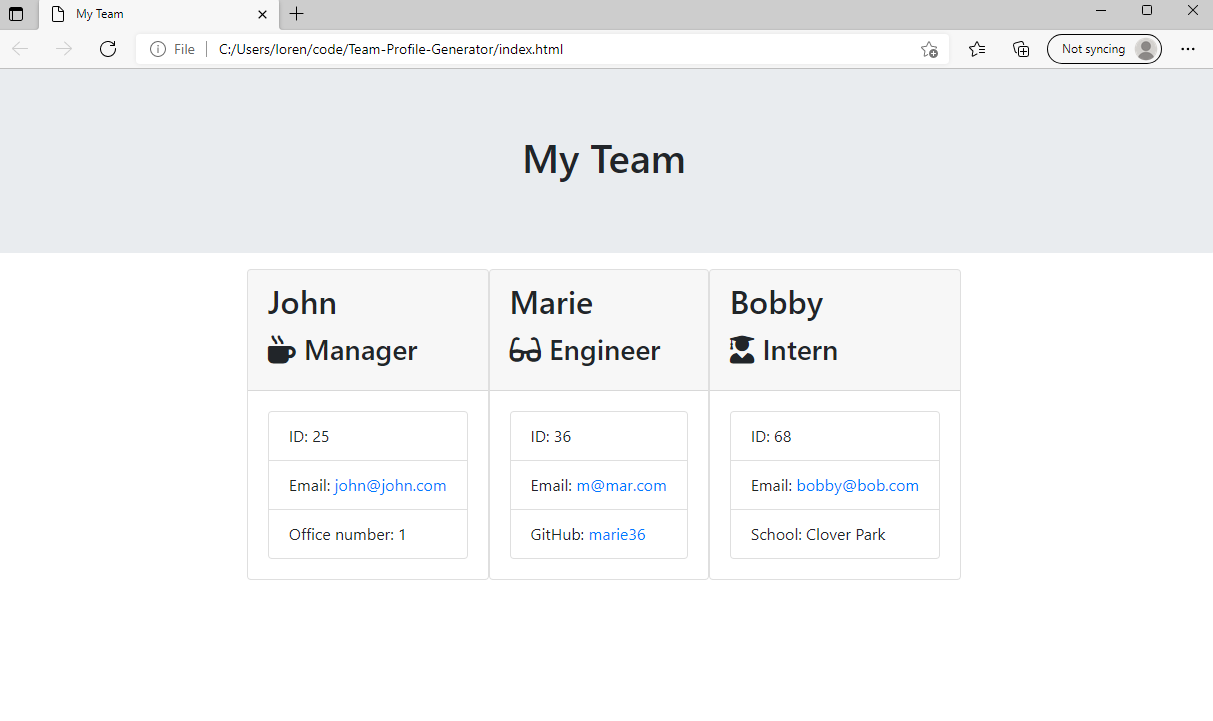 My Team
File
C:/Users/loren/code/Team-Profile-Generator/index.html
Not syncing
My Team
John
Manager
ID: 25
Email: john@john.com
Office number: 1
Marie
Engineer
ID: 36
Email: m@mar.com
GitHub: marie36
Bobby
Intern
ID: 68
Email: bobby@bob.com
School: Clover Park